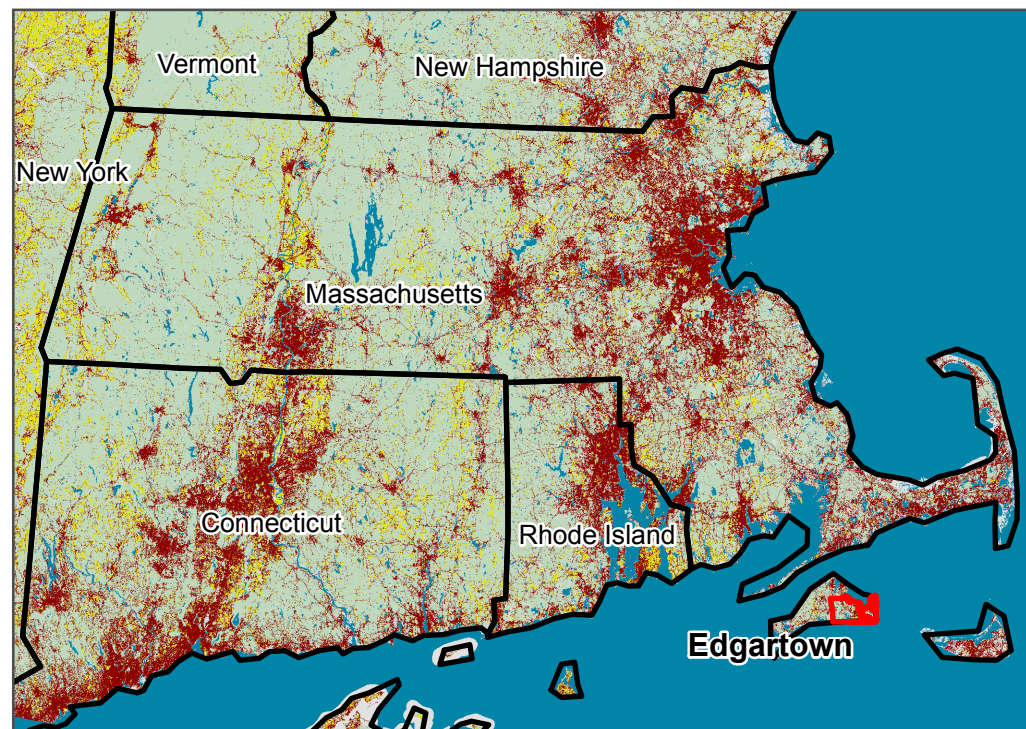 Vermont
New Hampshire
New York
Massachusetts
Connecticut
Rhode Island
Edgartown